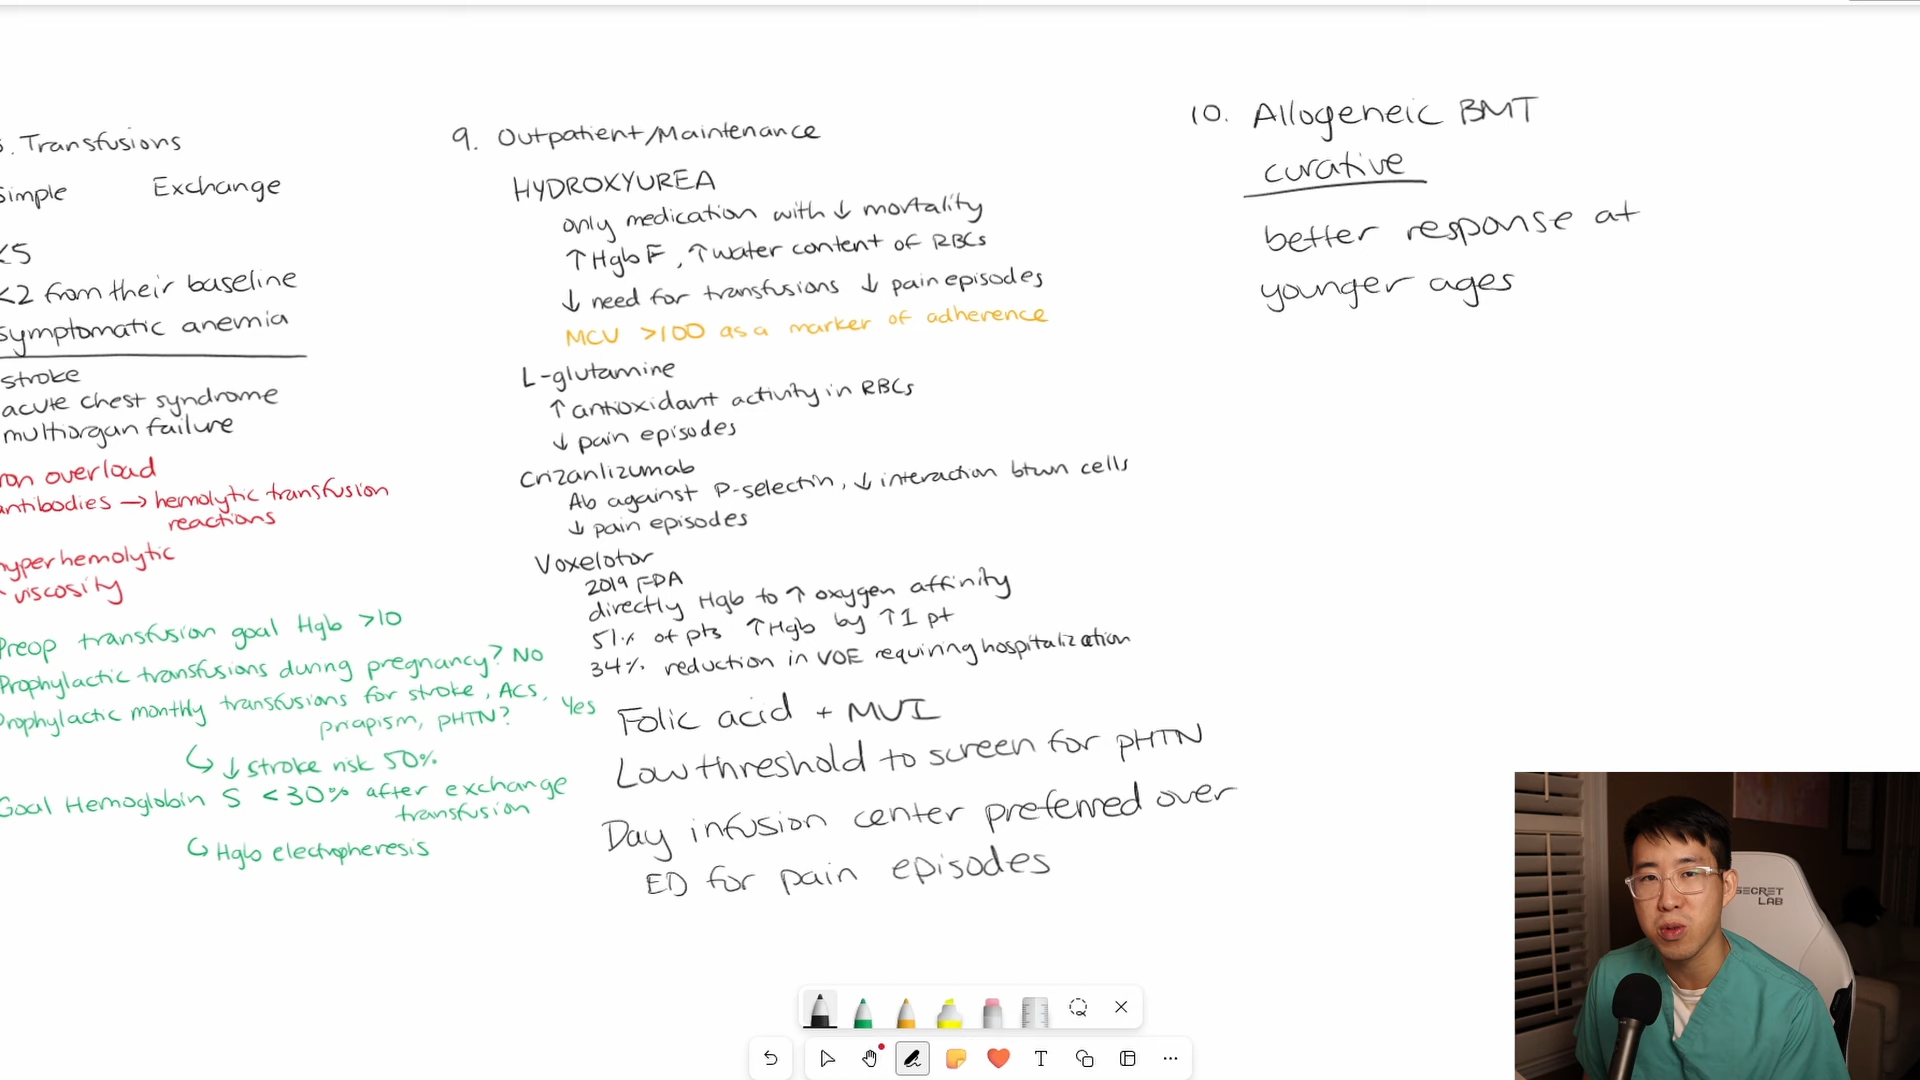 . Transfusions
Simple Exchange
<5
<2 from their baseline
symptomatic anemia
stroke
acute chest syndrome
multiorgan failure
ron overload
antibodies → hemolytic transfusion
reactions
hyperhemolytic
viscosity
Preop transfusion goal Hgb >10
Prophylactic transfusions during pregnancy? No
Prophylactic monthly transfusions for stroke, ACS,
priapism, pHTN? Yes
↳ ↓ stroke risk 50%
Goal Hemoglobin S <30% after exchange
transfusion
↳ Hgb electropheresis
9. Outpatient/Maintenance
HYDROXYUREA
only medication with ↓ mortality
↑ Hgb F, ↑ water content of RBCs
↓ need for transfusions ↓ pain episodes
MCV >100 as a marker of adherence
L-glutamine
↑ antioxidant activity in RBCs
↓ pain episodes
Crizanlizumab
Ab against P-selectin, ↓ interaction btwn cells
↓ pain episodes
Voxelotor
2019 FDA
directly Hgb to ↑ oxygen affinity
51% of pts ↑ Hgb by ↑ 1 pt
34% reduction in VOE requiring hospitalization
Folic acid + MVI
Low threshold to screen for pHTN
Day infusion center preferred over
ED for pain episodes
10. Allogeneic BMT
curative
better response at
younger ages
SECRET
LAB
T